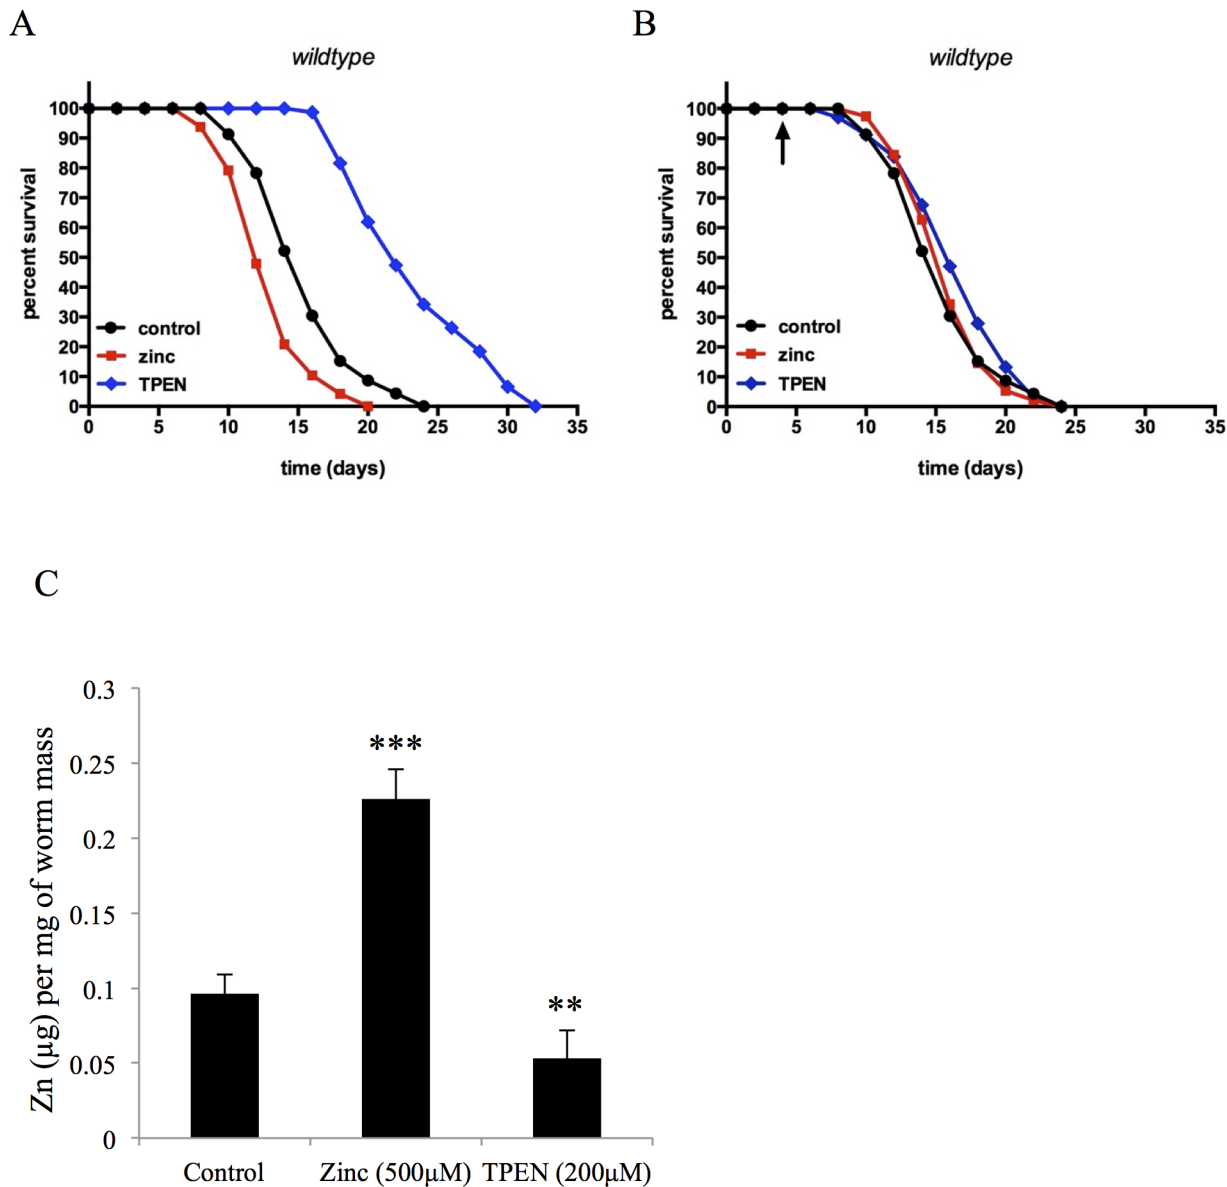 A
wildtype
percent survival
100
90
80
70
60
50
40
30
20
10
0
control
zinc
TPEN
0 5 10 15 20 25 30 35
time (days)
B
wildtype
percent survival
100
90
80
70
60
50
40
30
20
10
0
control
zinc
TPEN
0 5 10 15 20 25 30 35
time (days)
C
Zn (μg) per mg of worm mass
0.3
0.25
0.2
0.15
0.1
0.05
0
***
**
Control Zinc (500μM) TPEN (200μM)